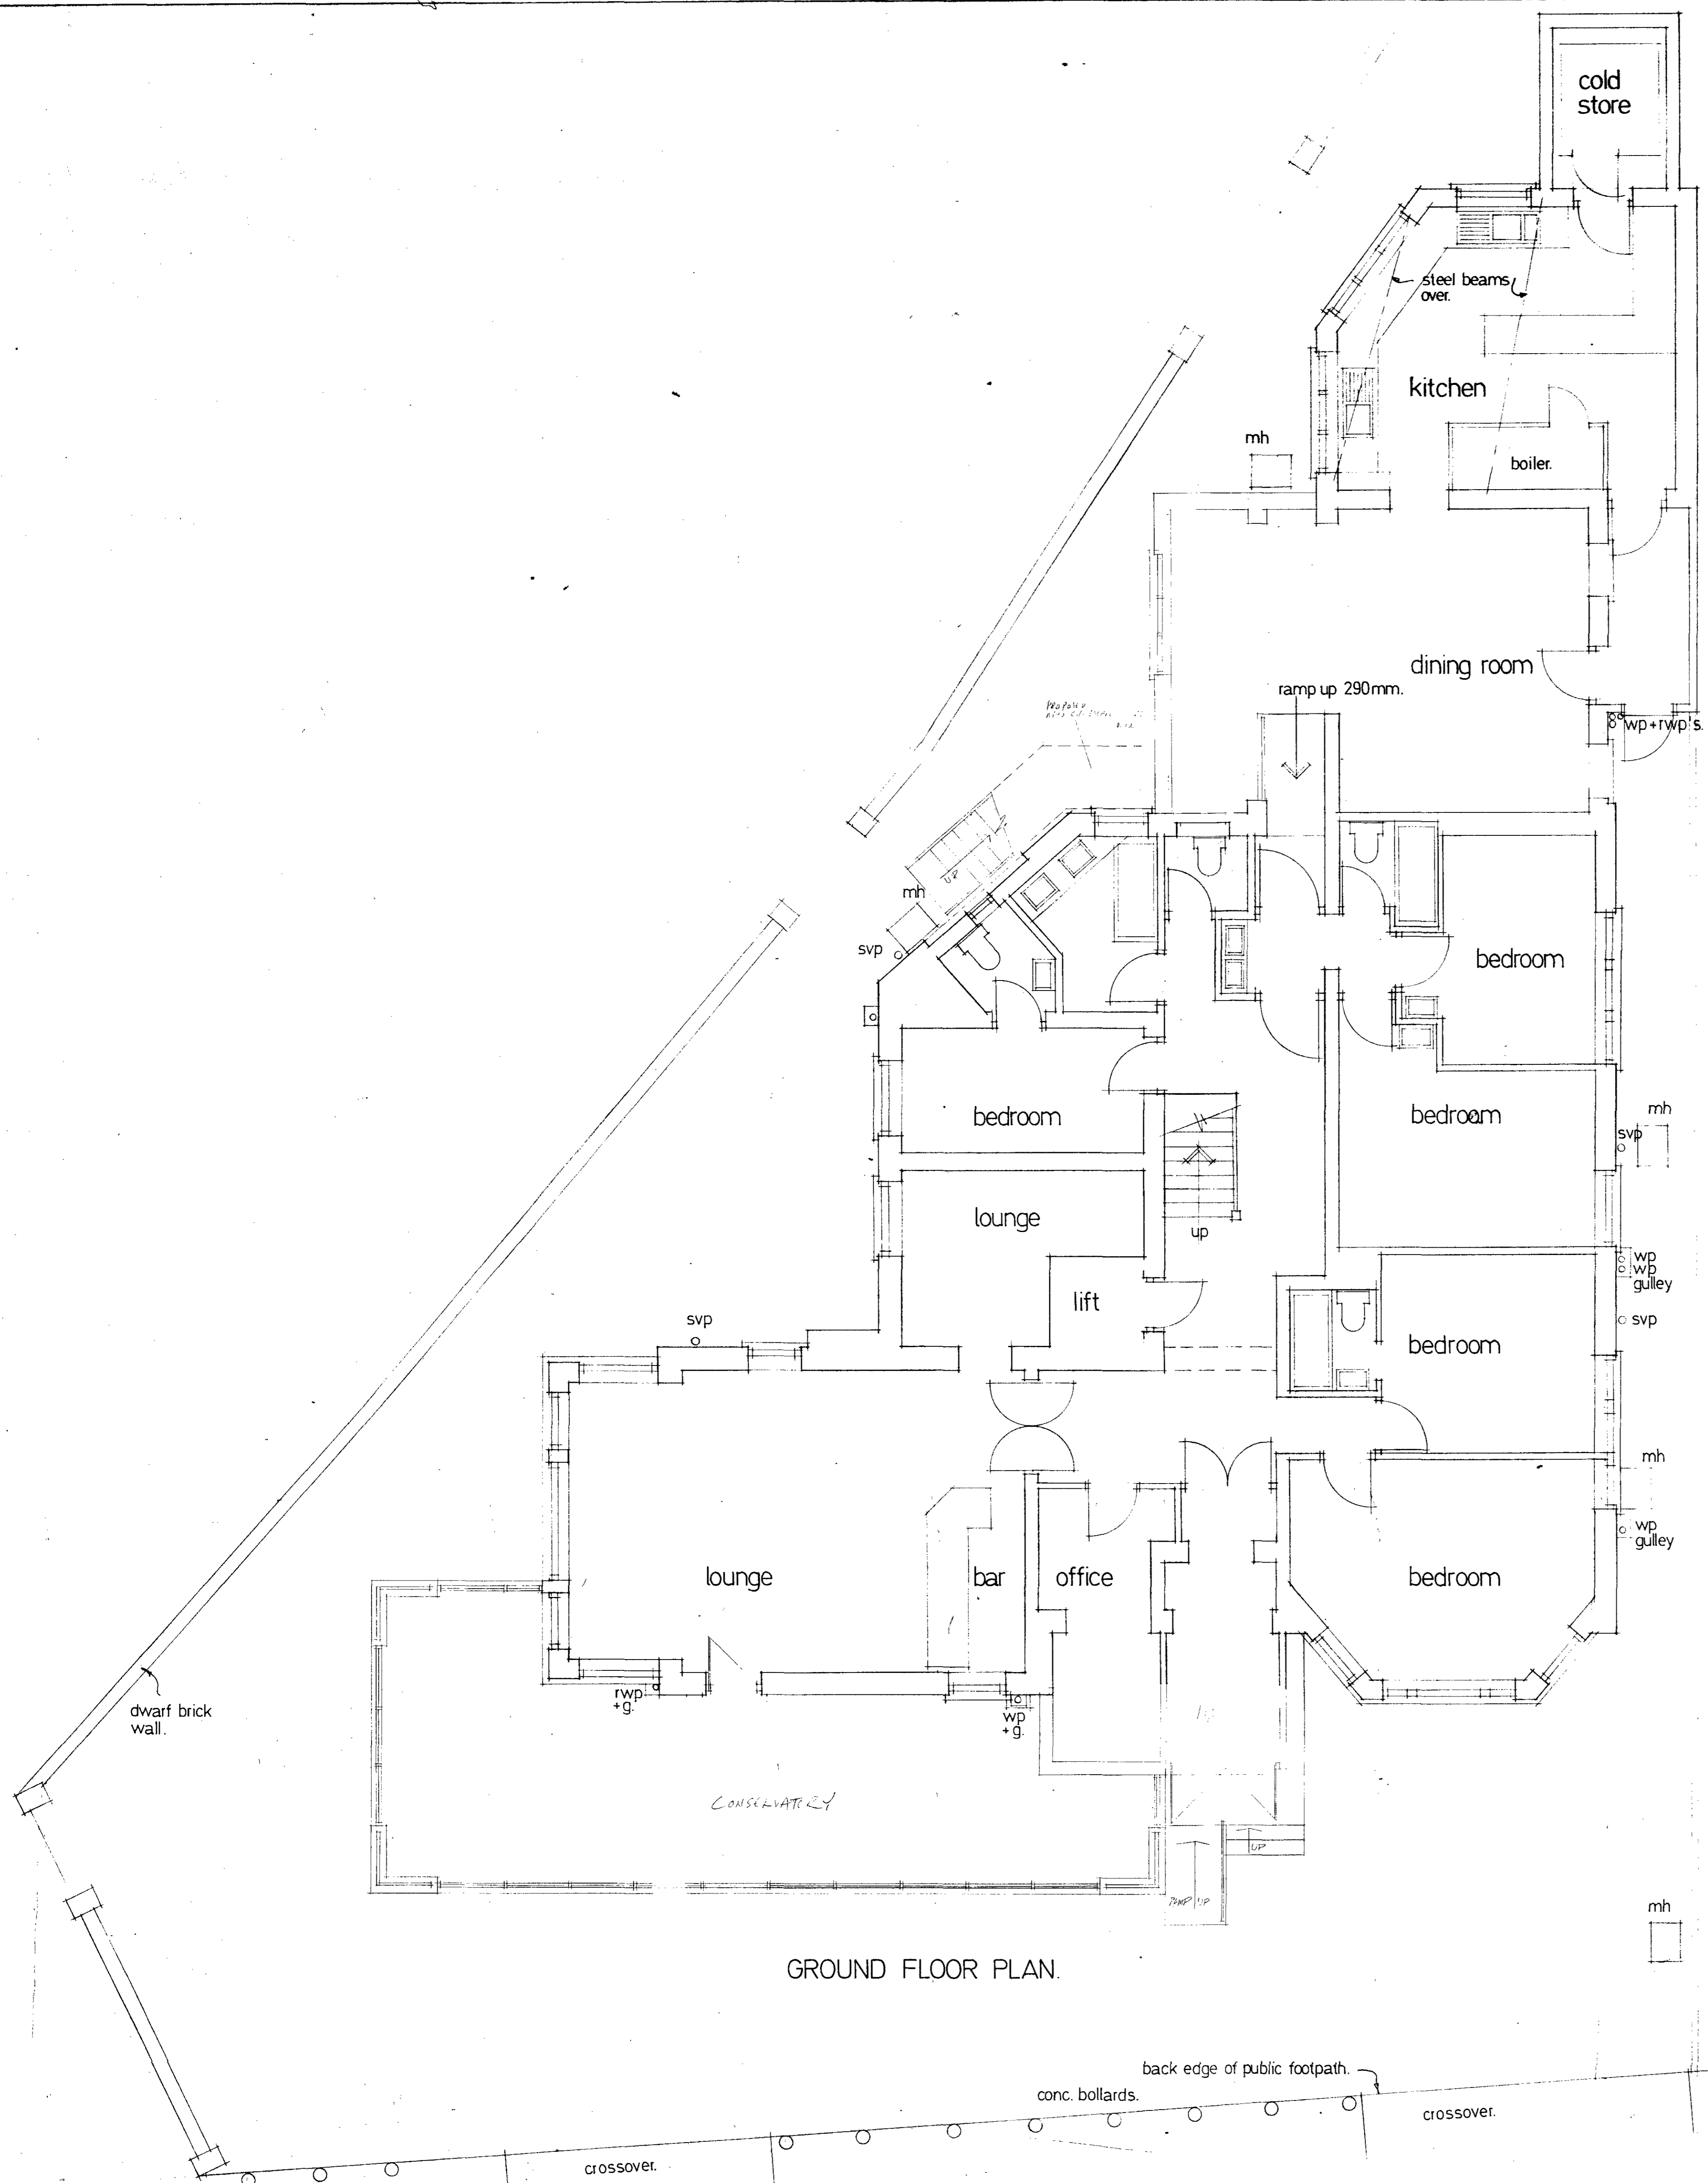 cold
store
steel beams
over.
kitchen
mh
boiler.
dining room
ramp up 290mm.
wp+rwp's.
UP
mh
svp
bedroom
bedroom
bedroom
mh
svp
lounge
up
wp
wp
gulley
lift
svp
svp
bedroom
mh
wp
gulley
lounge
bar
office
bedroom
rwp
+g.
wp
+g.
dwarf brick
wall.
CONSERVATORY
UP
RAMP UP
mh
GROUND FLOOR PLAN.
back edge of public footpath.
conc. bollards.
crossover.
crossover.